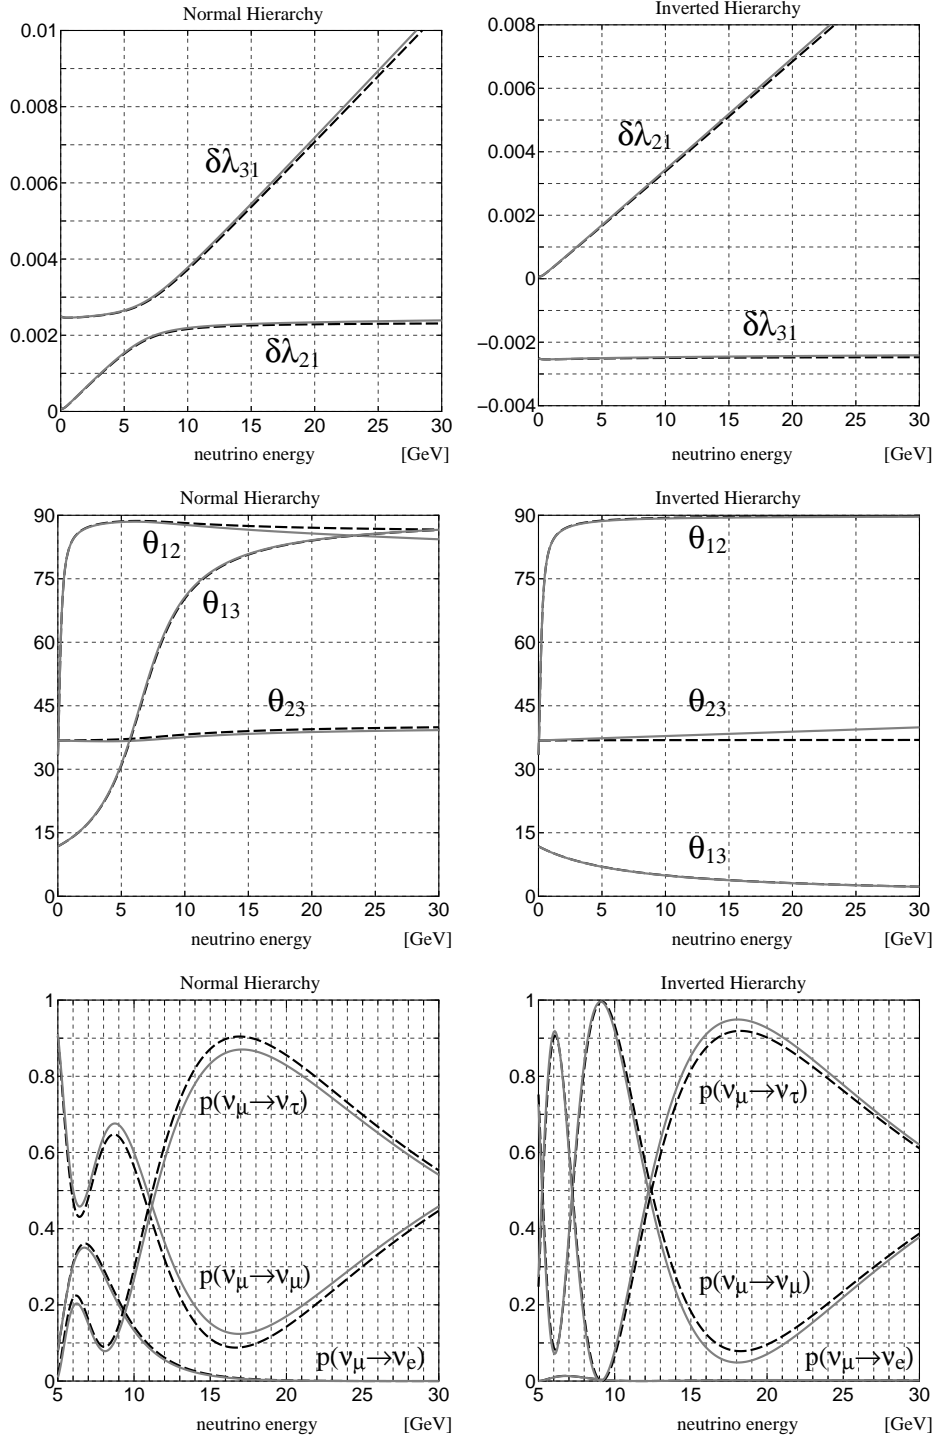 Normal Hierarchy
0.01
0.008
0.006
0.004
0.002
0
δλ31
δλ21
0 5 10 15 20 25 30
neutrino energy [GeV]
Inverted Hierarchy
0.008
0.006
0.004
0.002
0
−0.002
−0.004
δλ21
δλ31
0 5 10 15 20 25 30
neutrino energy [GeV]
Normal Hierarchy
90
75
60
45
30
15
0
θ12
θ13
θ23
0 5 10 15 20 25 30
neutrino energy [GeV]
Inverted Hierarchy
90
75
60
45
30
15
0
θ12
θ23
θ13
0 5 10 15 20 25 30
neutrino energy [GeV]
Normal Hierarchy
1
0.8
0.6
0.4
0.2
0
p(νμ→ντ)
p(νμ→νμ)
p(νμ→νe)
5 10 15 20 25 30
neutrino energy [GeV]
Inverted Hierarchy
1
0.8
0.6
0.4
0.2
0
p(νμ→ντ)
p(νμ→νμ)
p(νμ→νe)
5 10 15 20 25 30
neutrino energy [GeV]